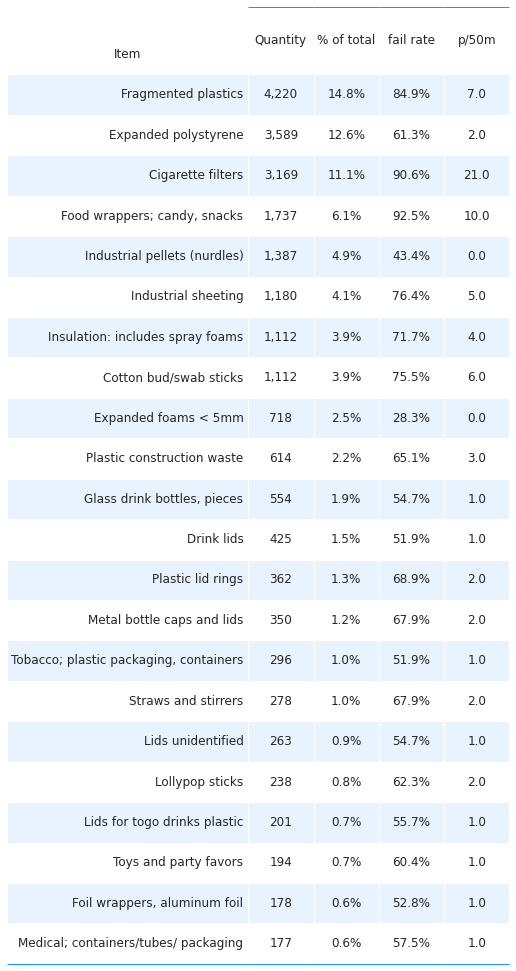 Item Quantity % of total fail rate p/50m
Fragmented plastics 4,220 14.8% 84.9% 7.0
Expanded polystyrene 3,589 12.6% 61.3% 2.0
Cigarette filters 3,169 11.1% 90.6% 21.0
Food wrappers; candy, snacks 1,737 6.1% 92.5% 10.0
Industrial pellets (nurdles) 1,387 4.9% 43.4% 0.0
Industrial sheeting 1,180 4.1% 76.4% 5.0
Insulation: includes spray foams 1,112 3.9% 71.7% 4.0
Cotton bud/swab sticks 1,112 3.9% 75.5% 6.0
Expanded foams < 5mm 718 2.5% 28.3% 0.0
Plastic construction waste 614 2.2% 65.1% 3.0
Glass drink bottles, pieces 554 1.9% 54.7% 1.0
Drink lids 425 1.5% 51.9% 1.0
Plastic lid rings 362 1.3% 68.9% 2.0
Metal bottle caps and lids 350 1.2% 67.9% 2.0
Tobacco; plastic packaging, containers 296 1.0% 51.9% 1.0
Straws and stirrers 278 1.0% 67.9% 2.0
Lids unidentified 263 0.9% 54.7% 1.0
Lollypop sticks 238 0.8% 62.3% 2.0
Lids for togo drinks plastic 201 0.7% 55.7% 1.0
Toys and party favors 194 0.7% 60.4% 1.0
Foil wrappers, aluminum foil 178 0.6% 52.8% 1.0
Medical; containers/tubes/ packaging 177 0.6% 57.5% 1.0